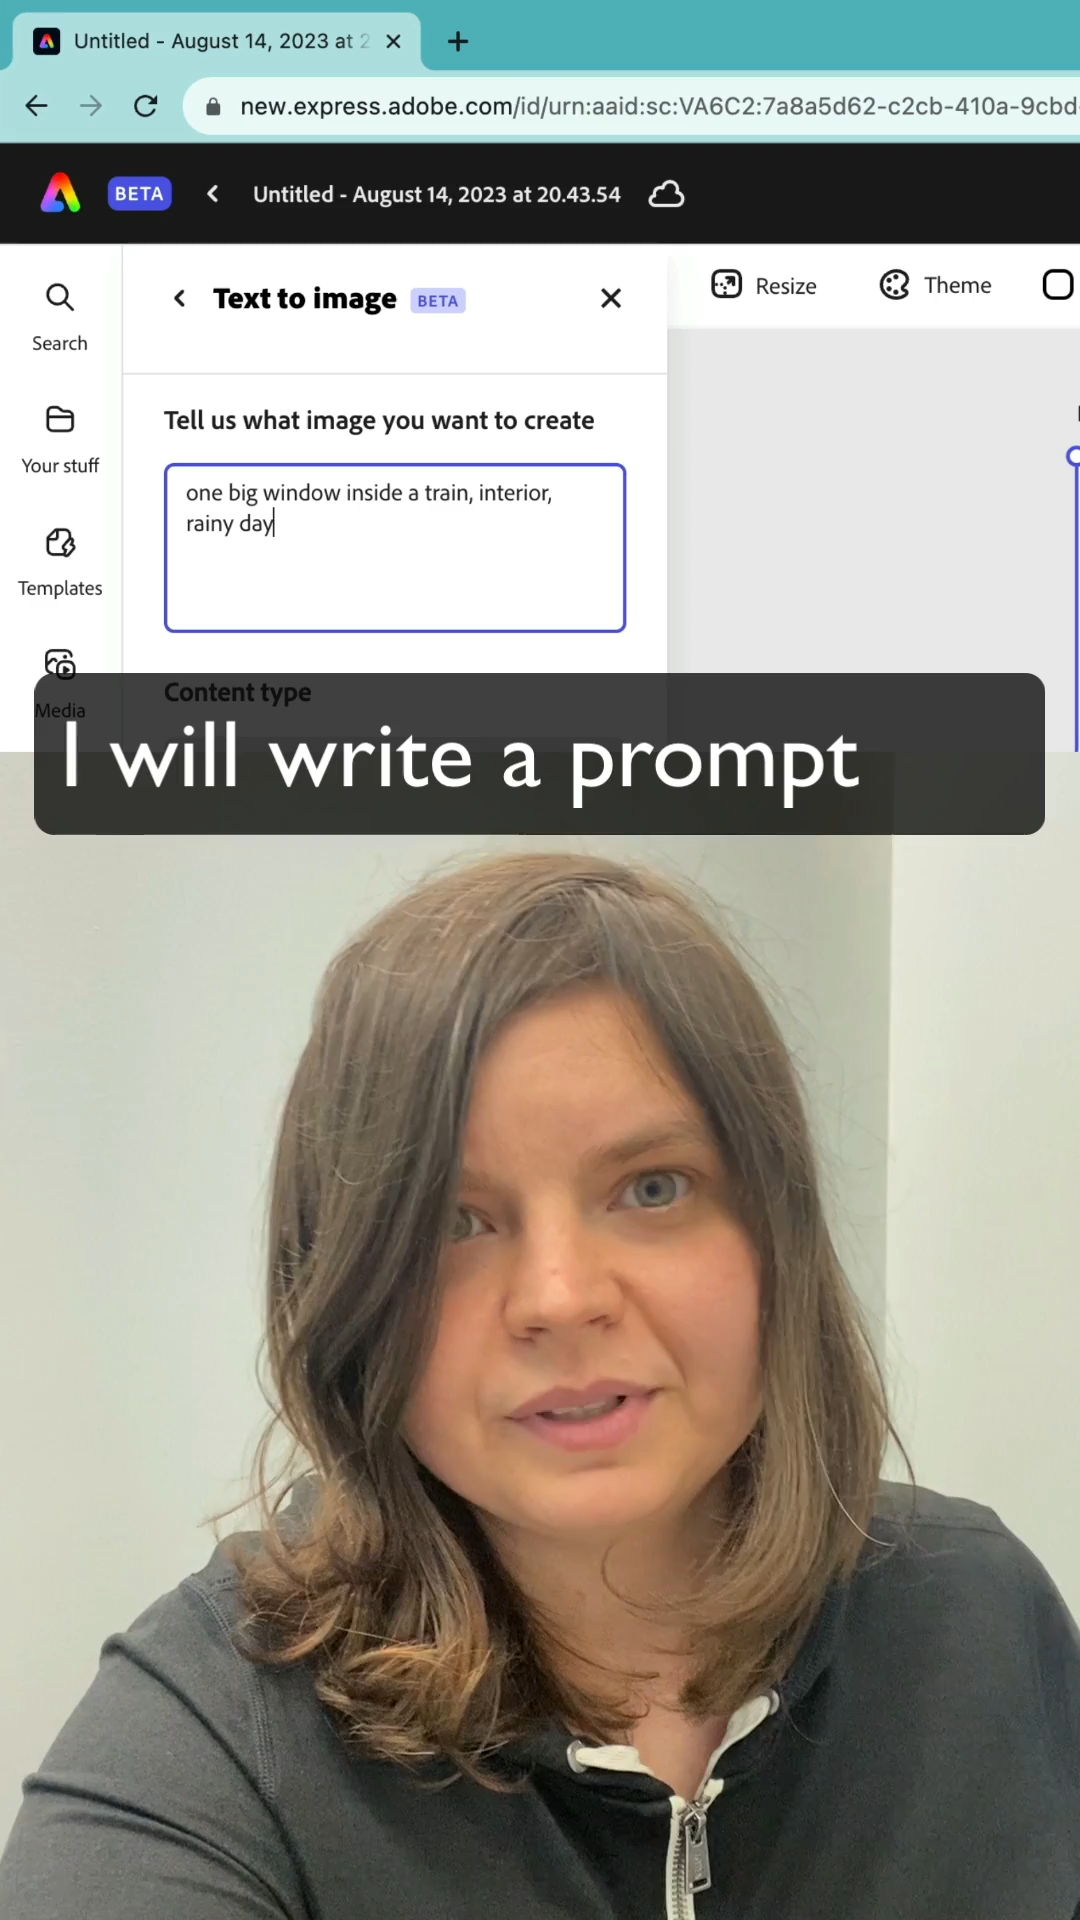 Untitled - August 14, 2023 at 2
new.express.adobe.com/id/urn:aaid:sc:VA6C2:7a8a5d62-c2cb-410a-9cbd
BETA
Untitled - August 14, 2023 at 20.43.54
Search
Your stuff
Templates
Media
Text to image BETA
Tell us what image you want to create
one big window inside a train, interior,
rainy day
Content type
Resize
Theme
I will write a prompt